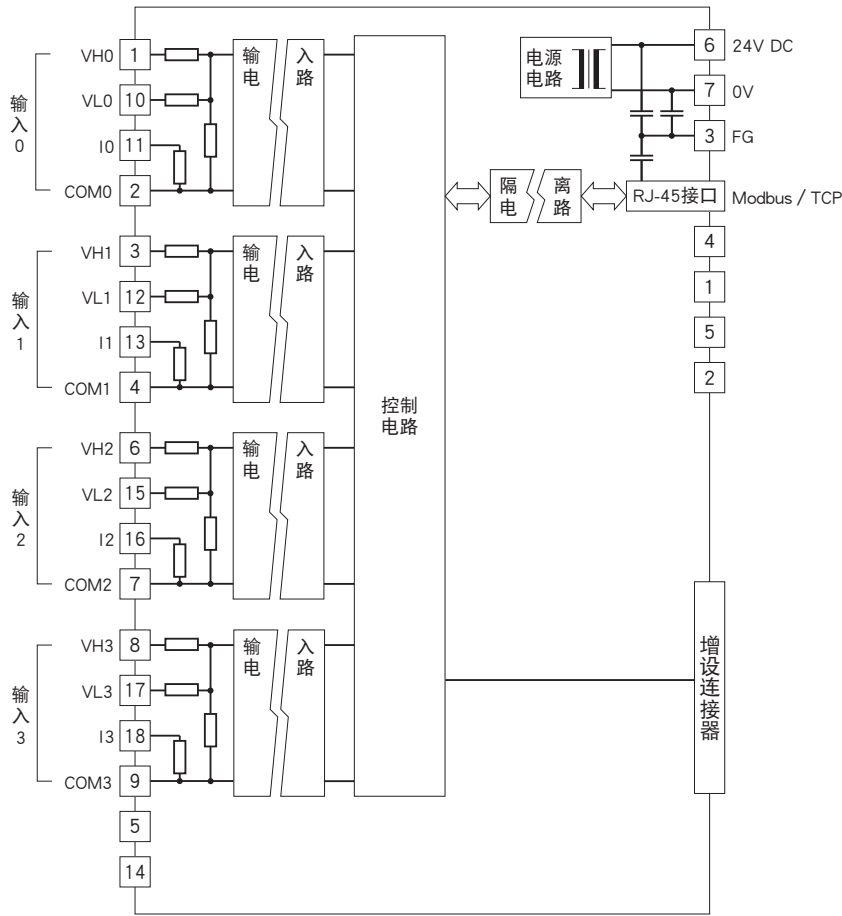 输入0
VH0 1
VL0 10
I0 11
COM0 2
输 入
电 路
输入1
VH1 3
VL1 12
I1 13
COM1 4
输 入
电 路
输入2
VH2 6
VL2 15
I2 16
COM2 7
输 入
电 路
输入3
VH3 8
VL3 17
I3 18
COM3 9
输 入
电 路
5
14
控制
电路
电源
电路
6 24V DC
7 0V
3 FG
隔 离
电 路
RJ-45接口 Modbus / TCP
4
1
5
2
增设连接器